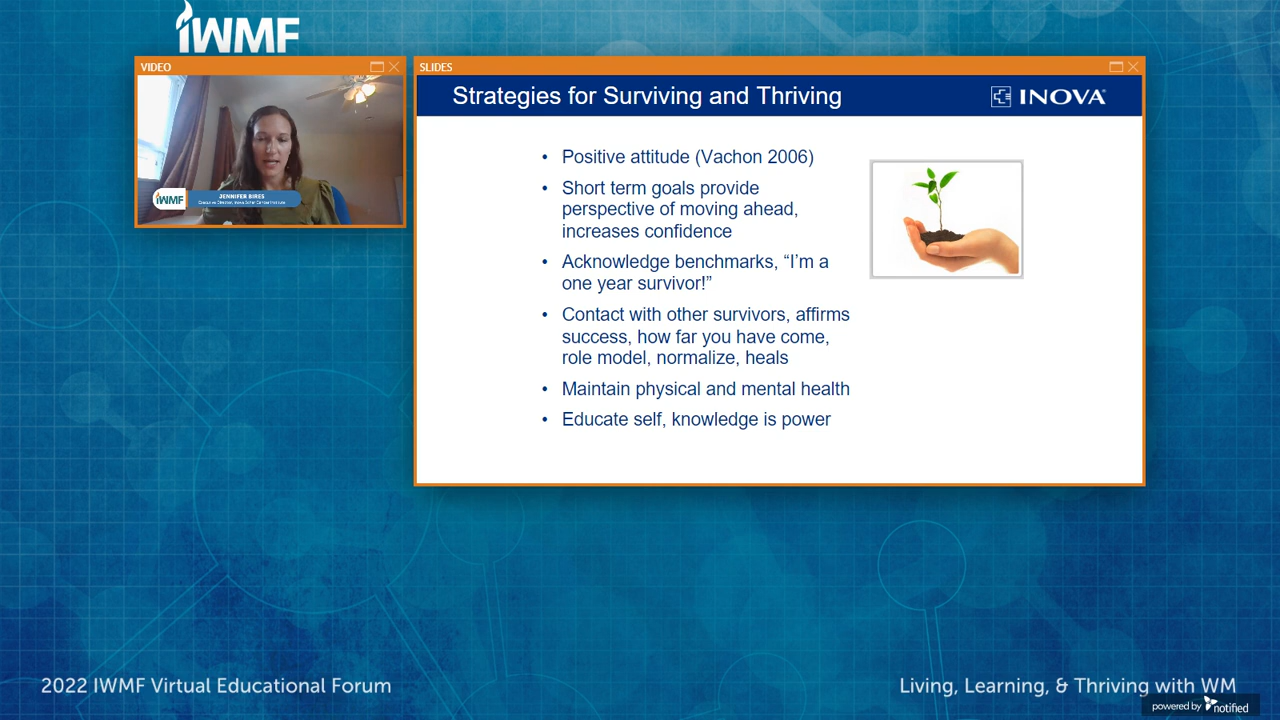 iWMF
VIDEO
JENNIFER BIRES
iWMF
SLIDES
Strategies for Surviving and Thriving
INOVA
• Positive attitude (Vachon 2006)
• Short term goals provide
perspective of moving ahead,
increases confidence
• Acknowledge benchmarks, “I’m a
one year survivor!”
• Contact with other survivors, affirms
success, how far you have come,
role model, normalize, heals
• Maintain physical and mental health
• Educate self, knowledge is power
2022 IWMF Virtual Educational Forum
Living, Learning, & Thriving with WM
powered by notified